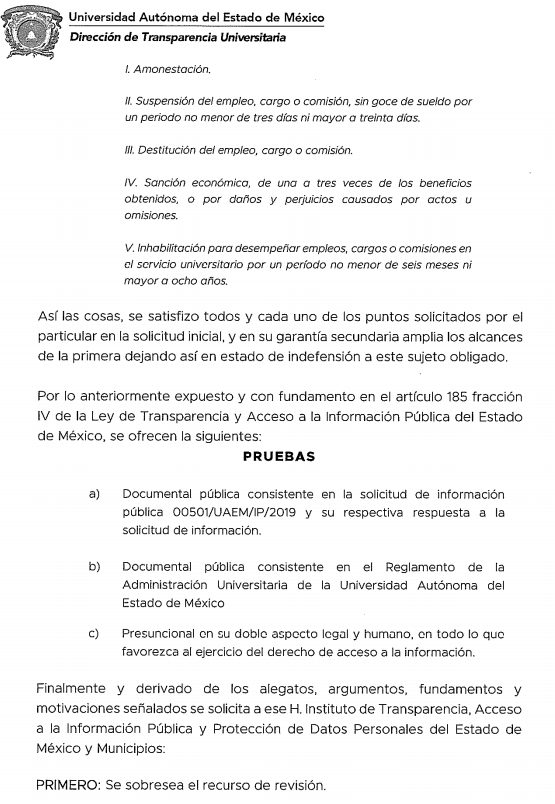 Universidad Autónoma del Estado de México
Dirección de Transparencia Universitaria
I. Amonestación.
II. Suspensión del empleo, cargo o comisión, sin goce de sueldo por
un periodo no menor de tres días ni mayor a treinta días.
III. Destitución del empleo, cargo o comisión.
IV. Sanción económica, de una a tres veces de los beneficios
obtenidos, o por daños y perjuicios causados por actos u
omisiones.
V. Inhabilitación para desempeñar empleos, cargos o comisiones en
el servicio universitario por un período no menor de seis meses ni
mayor a ocho años.
Así las cosas, se satisfizo todos y cada uno de los puntos solicitados por el
particular en la solicitud inicial, y en su garantía secundaria amplia los alcances
de la primera dejando así en estado de indefensión a este sujeto obligado.
Por lo anteriormente expuesto y con fundamento en el artículo 185 fracción
IV de la Ley de Transparencia y Acceso a la Información Pública del Estado
de México, se ofrecen la siguientes:
PRUEBAS
a) Documental pública consistente en la solicitud de información
pública 00501/UAEM/IP/2019 y su respectiva respuesta a la
solicitud de información.
b) Documental pública consistente en el Reglamento de la
Administración Universitaria de la Universidad Autónoma del
Estado de México
c) Presuncional en su doble aspecto legal y humano, en todo lo que
favorezca al ejercicio del derecho de acceso a la información.
Finalmente y derivado de los alegatos, argumentos, fundamentos y
motivaciones señalados se solicita a ese H. Instituto de Transparencia, Acceso
a la Información Pública y Protección de Datos Personales del Estado de
México y Municipios:
PRIMERO: Se sobresea el recurso de revisión.